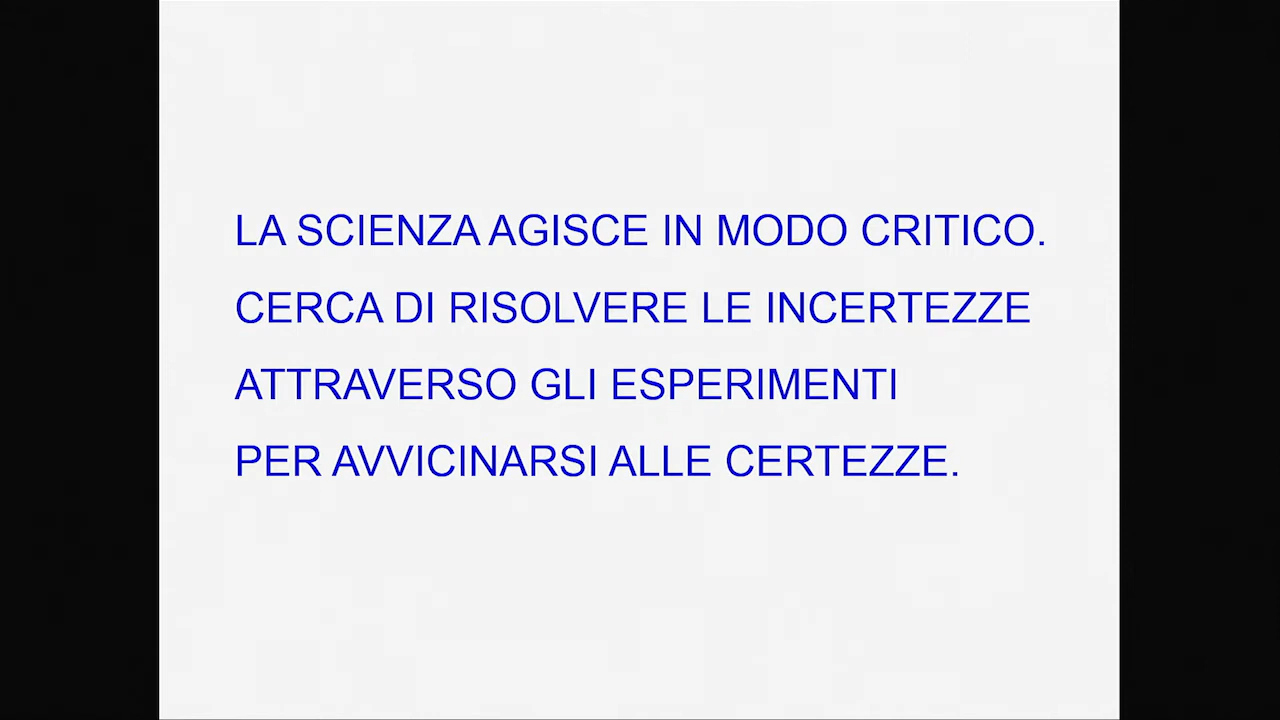 LA SCIENZA AGISCE IN MODO CRITICO.
CERCA DI RISOLVERE LE INCERTEZZE
ATTRAVERSO GLI ESPERIMENTI
PER AVVICINARSI ALLE CERTEZZE.